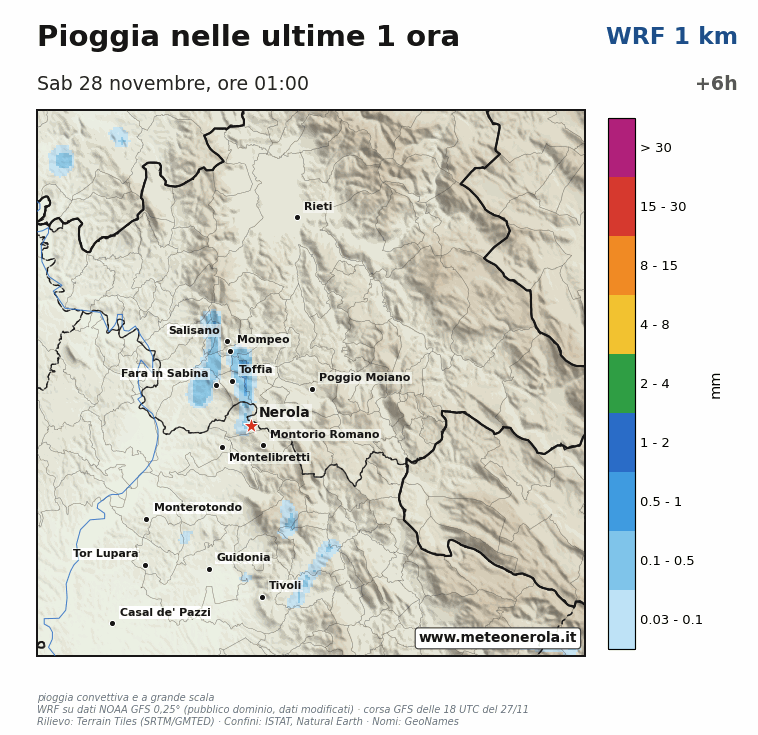 Pioggia nelle ultime 1 ora
WRF 1 km
Sab 28 novembre, ore 01:00
+6h
Rieti
Salisano
Mompeo
Fara in Sabina
Toffia
Poggio Moiano
Nerola
Montorio Romano
Montelibretti
Monterotondo
Tor Lupara
Guidonia
Tivoli
Casal de' Pazzi
www.meteonerola.it
> 30
15 - 30
8 - 15
4 - 8
2 - 4
1 - 2
0.5 - 1
0.1 - 0.5
0.03 - 0.1
mm
pioggia convettiva e a grande scala
WRF su dati NOAA GFS 0,25° (pubblico dominio, dati modificati) · corsa GFS delle 18 UTC del 27/11
Rilievo: Terrain Tiles (SRTM/GMTED) · Confini: ISTAT, Natural Earth · Nomi: GeoNames